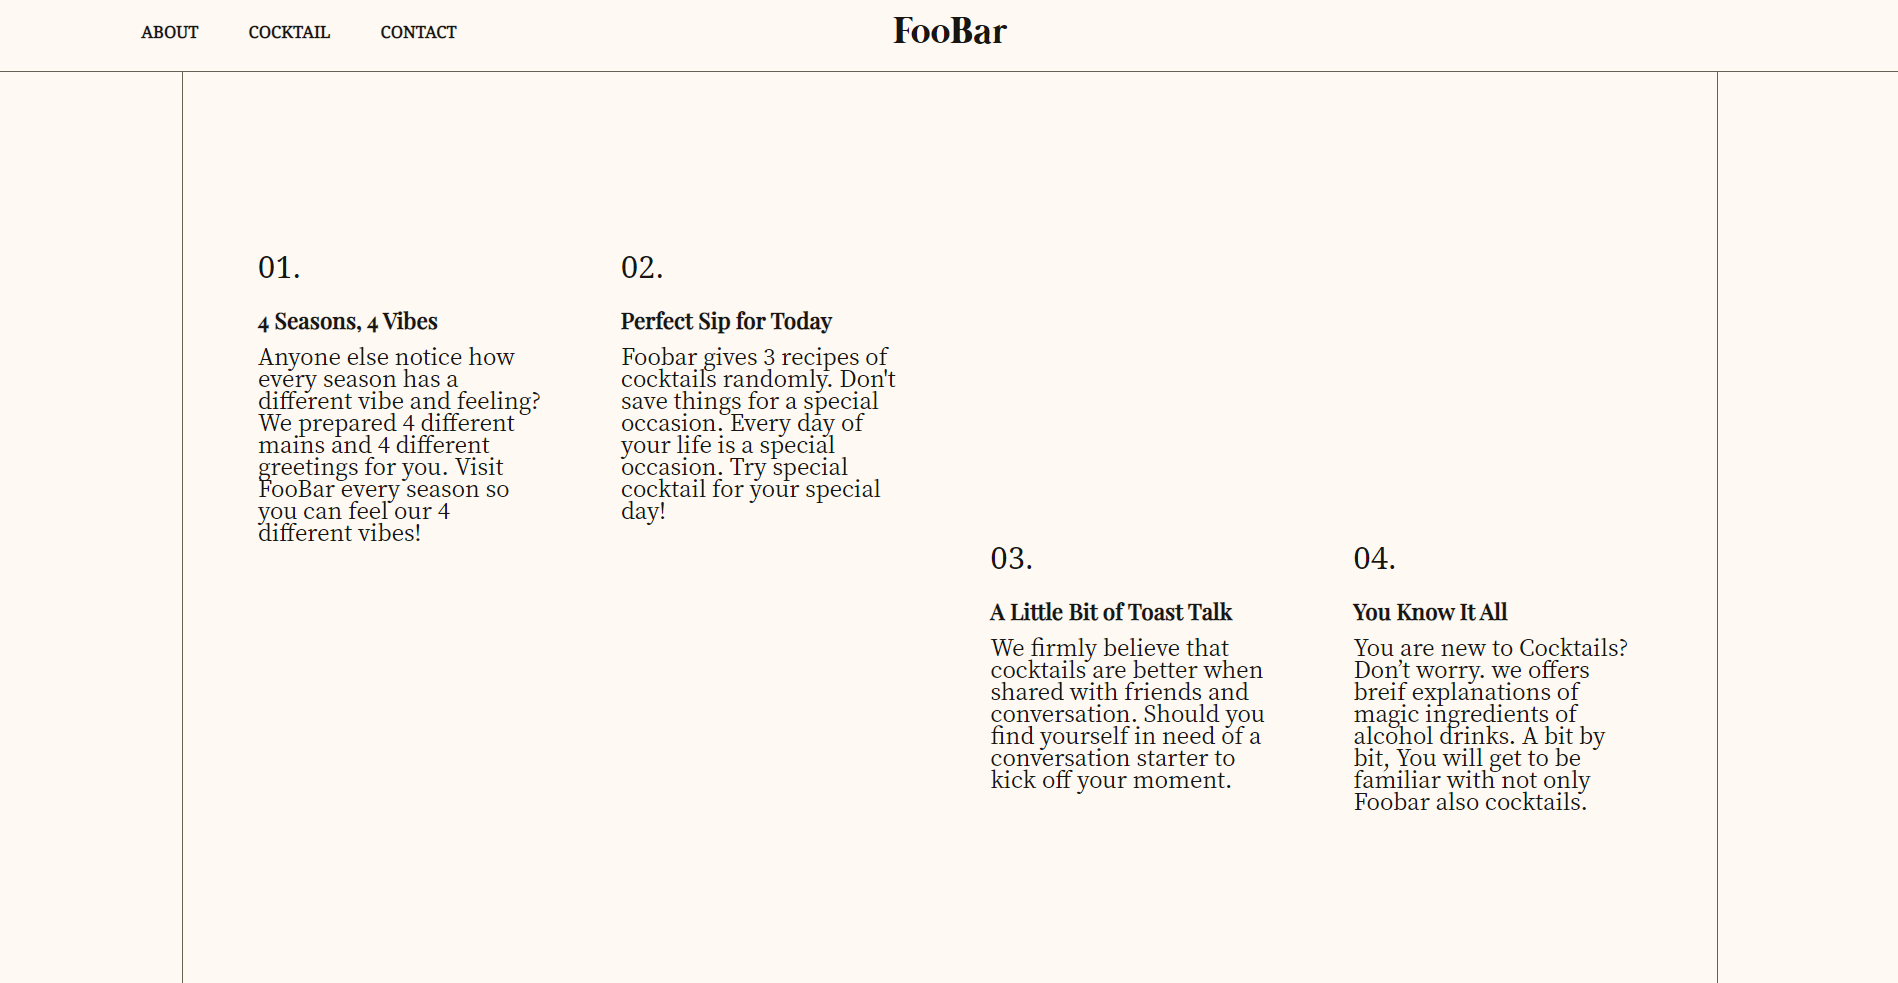 ABOUT COCKTAIL CONTACT FooBar
01.
4 Seasons, 4 Vibes
Anyone else notice how
every season has a
different vibe and feeling?
We prepared 4 different
mains and 4 different
greetings for you. Visit
FooBar every season so
you can feel our 4
different vibes!
02.
Perfect Sip for Today
Foobar gives 3 recipes of
cocktails randomly. Don't
save things for a special
occasion. Every day of
your life is a special
occasion. Try special
cocktail for your special
day!
03.
A Little Bit of Toast Talk
We firmly believe that
cocktails are better when
shared with friends and
conversation. Should you
find yourself in need of a
conversation starter to
kick off your moment.
04.
You Know It All
You are new to Cocktails?
Don’t worry. we offers
breif explanations of
magic ingredients of
alcohol drinks. A bit by
bit, You will get to be
familiar with not only
Foobar also cocktails.